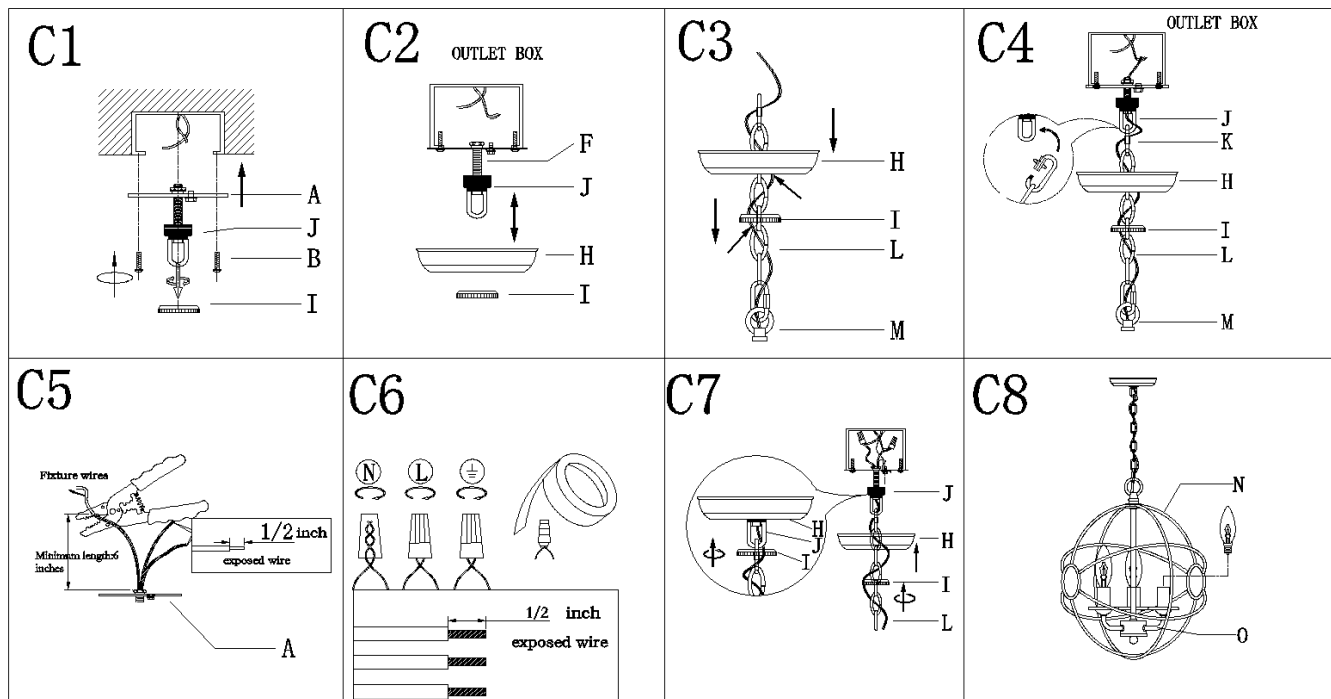 C1
A
J
B
I
C2
OUTLET BOX
F
J
H
I
C3
H
I
L
M
C4
OUTLET BOX
J
K
H
I
L
M
C5
Fixture wires
Minimum length:6
inches
1/2 inch
exposed wire
A
C6
N L
1/2 inch
exposed wire
C7
H
J
I
J
H
I
L
C8
N
O